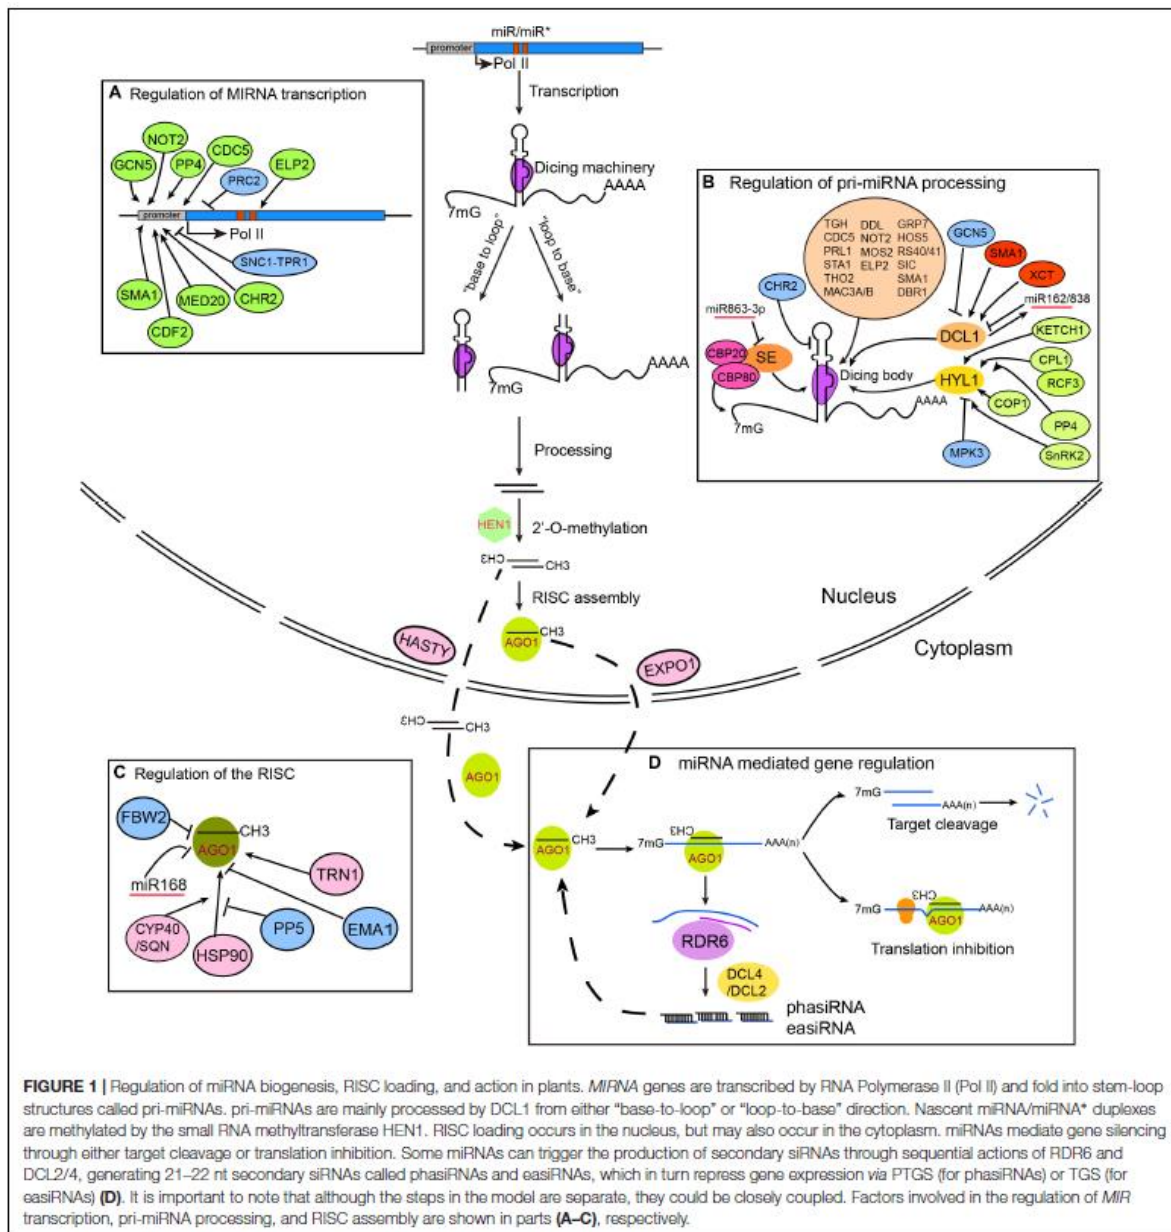 miR/miR*
promoter
Pol II
Transcription
Dicing machinery
7mG
AAAA
"base to loop"
"loop to base"
7mG
AAAA
Processing
HEN1
2'-O-methylation
CH3
CH3
RISC assembly
CH3
AGO1
Nucleus
Cytoplasm
HASTY
EXPO1
CH3
CH3
AGO1
A Regulation of MIRNA transcription
NOT2
CDC5
GCN5
PP4
ELP2
PRC2
promoter
Pol II
SNC1-TPR1
SMA1
MED20
CHR2
CDF2
B Regulation of pri-miRNA processing
TGH DDL GRP7
CDC5 NOT2 HOS5
PRL1 MOS2 RS40/41
STA1 ELP2 SIC
THO2 SMA1
MAC3A/B DBR1
GCN5
SMA1
XCT
CHR2
miR863-3p
miR162/838
CBP20
SE
CBP80
DCL1
KETCH1
CPL1
HYL1
RCF3
Dicing body
COP1
AAAA
7mG
PP4
MPK3
SnRK2
C Regulation of the RISC
FBW2
CH3
AGO1
miR168
TRN1
CYP40
/SQN
HSP90
PP5
EMA1
D miRNA mediated gene regulation
CH3
AGO1
7mG
CH3
AGO1
AAA(n)
7mG
AAA(n)
Target cleavage
7mG
CH3
AGO1
AAA(n)
Translation inhibition
RDR6
DCL4
/DCL2
phasiRNA
easiRNA
FIGURE 1 | Regulation of miRNA biogenesis, RISC loading, and action in plants. MIRNA genes are transcribed by RNA Polymerase II (Pol II) and fold into stem-loop
structures called pri-miRNAs. pri-miRNAs are mainly processed by DCL1 from either "base-to-loop" or "loop-to-base" direction. Nascent miRNA/miRNA* duplexes
are methylated by the small RNA methyltransferase HEN1. RISC loading occurs in the nucleus, but may also occur in the cytoplasm. miRNAs mediate gene silencing
through either target cleavage or translation inhibition. Some miRNAs can trigger the production of secondary siRNAs through sequential actions of RDR6 and
DCL2/4, generating 21–22 nt secondary siRNAs called phasiRNAs and easiRNAs, which in turn repress gene expression via PTGS (for phasiRNAs) or TGS (for
easiRNAs) (D). It is important to note that although the steps in the model are separate, they could be closely coupled. Factors involved in the regulation of MIR
transcription, pri-miRNA processing, and RISC assembly are shown in parts (A–C), respectively.